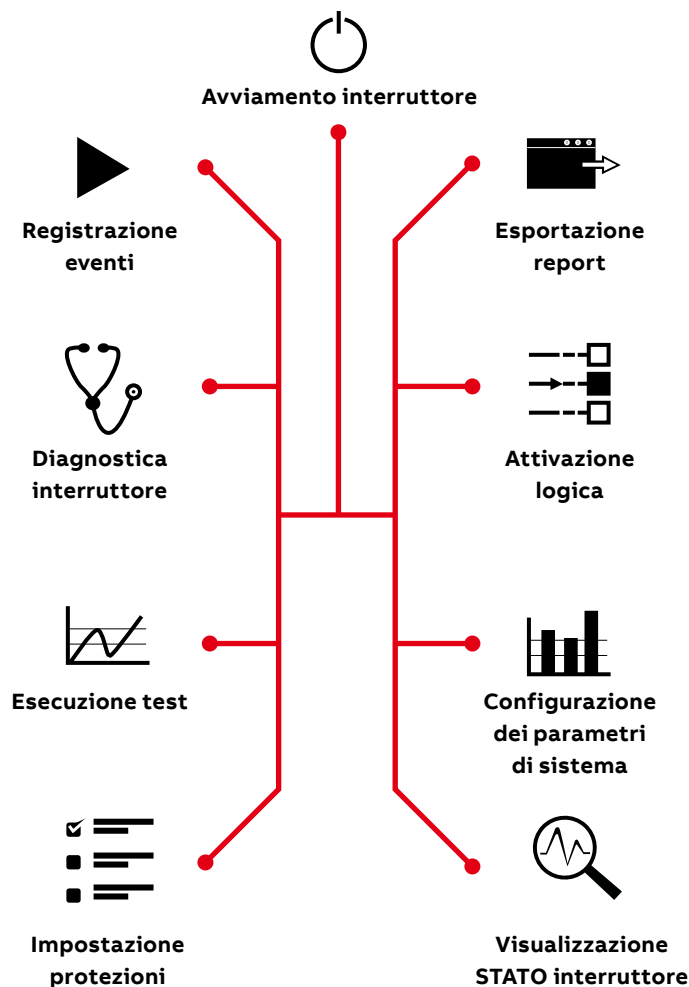 Avviamento interruttore
Registrazione
eventi
Esportazione
report
Diagnostica
interruttore
Attivazione
logica
Esecuzione test
Configurazione
dei parametri
di sistema
Impostazione
protezioni
Visualizzazione
STATO interruttore